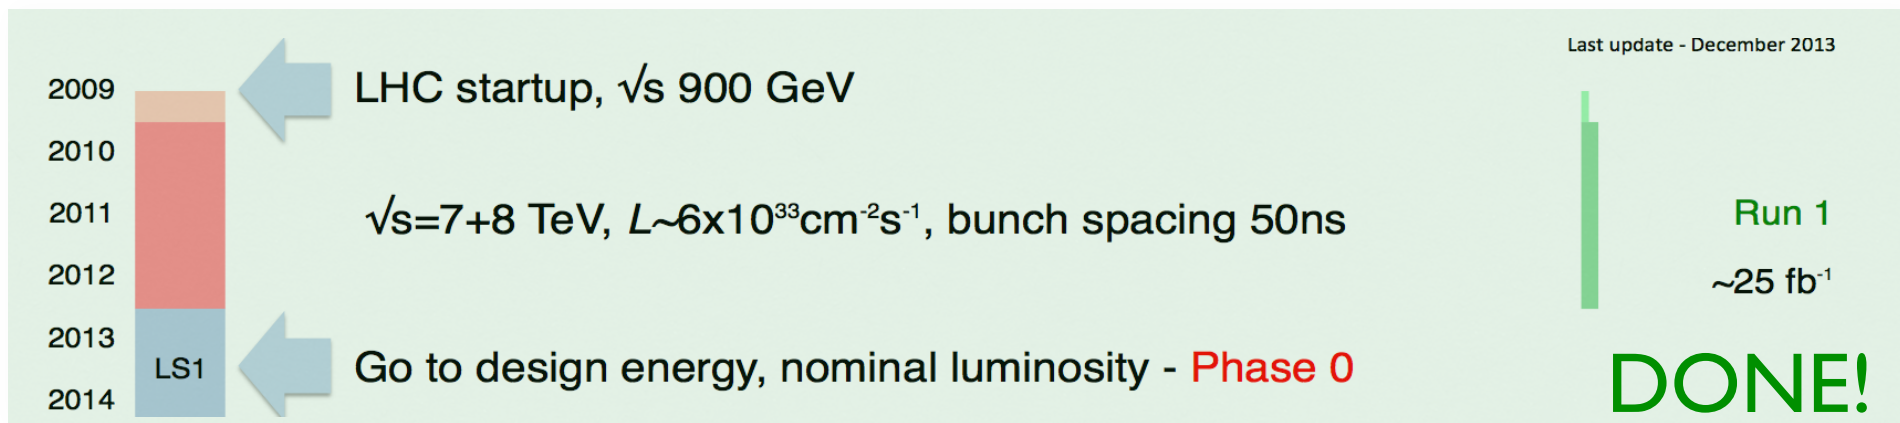 Last update - December 2013
2009
LHC startup, √s 900 GeV
2010
2011
√s=7+8 TeV, L~6x10³³cm⁻²s⁻¹, bunch spacing 50ns
Run 1
2012
~25 fb⁻¹
2013
LS1
Go to design energy, nominal luminosity - Phase 0
DONE!
2014